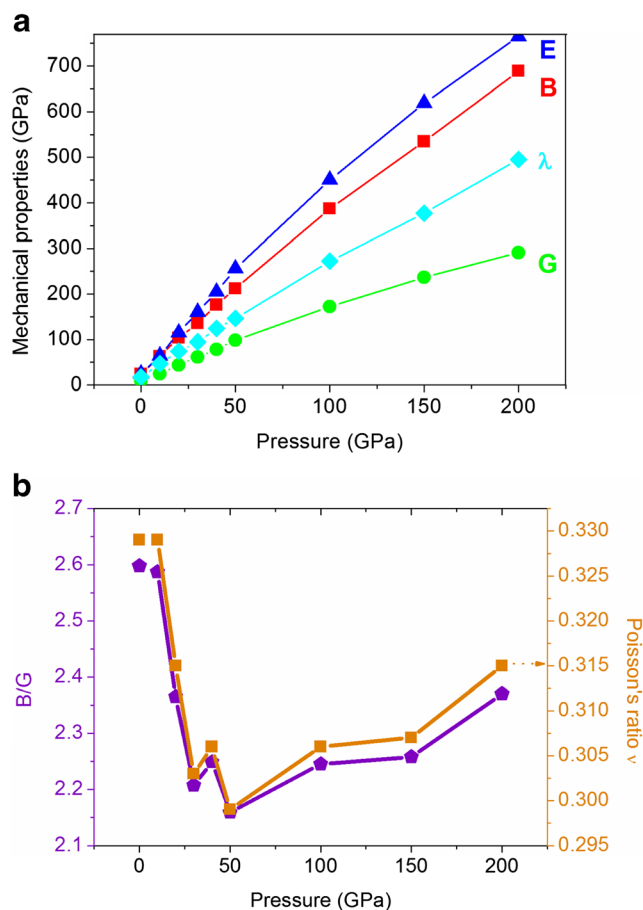 a
700
600
500
400
300
200
100
0
Mechanical properties (GPa)
E
B
λ
G
0 50 100 150 200
Pressure (GPa)
b
2.7
2.6
2.5
2.4
2.3
2.2
2.1
B/G
0.330
0.325
0.320
0.315
0.310
0.305
0.300
0.295
Poisson's ratio ν
0 50 100 150 200
Pressure (GPa)